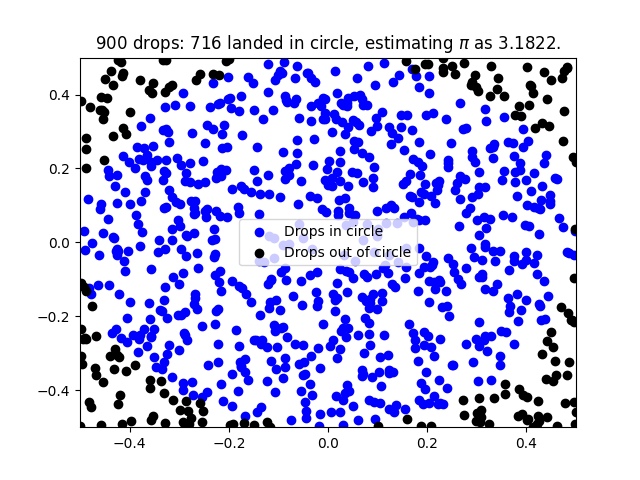 900 drops: 716 landed in circle, estimating π as 3.1822.
0.4
0.2
0.0
−0.2
−0.4
Drops in circle
Drops out of circle
−0.4 −0.2 0.0 0.2 0.4